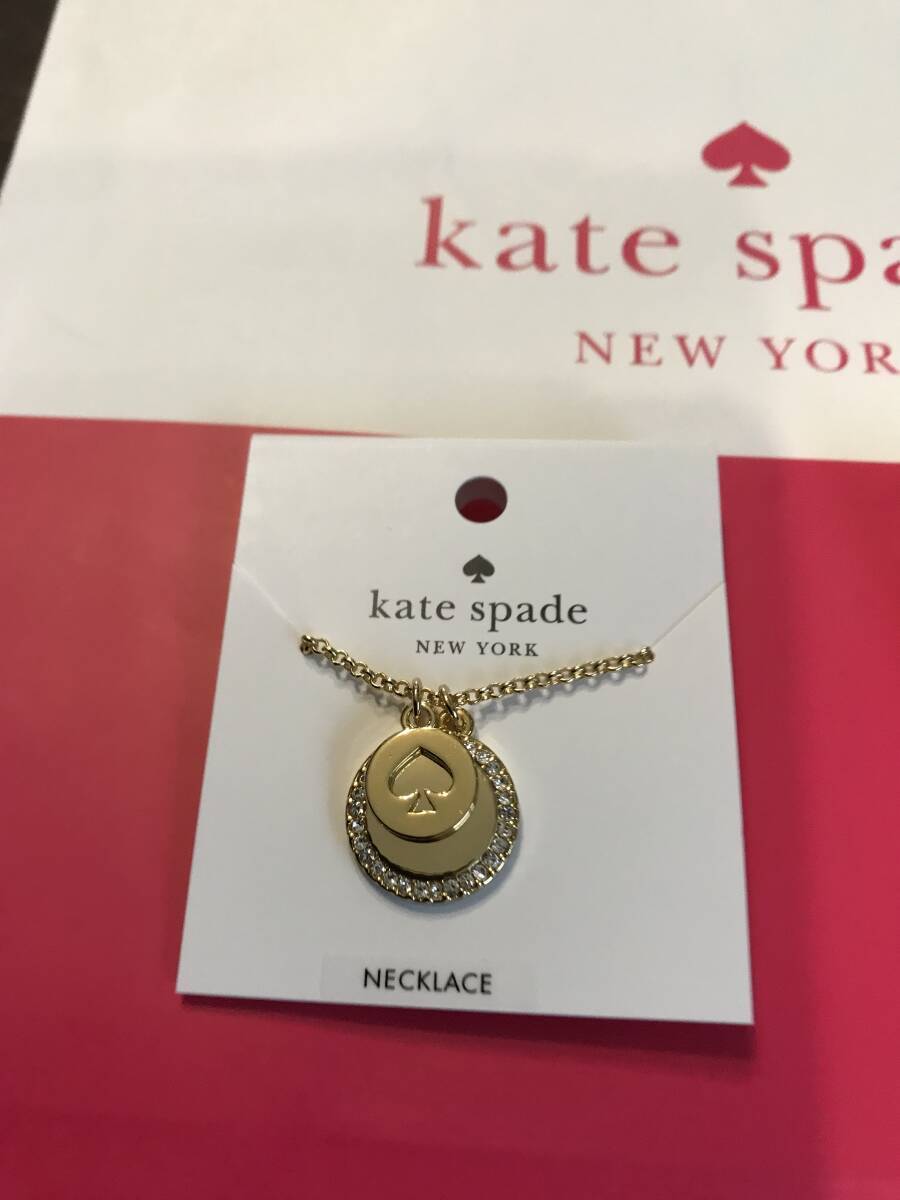 kate spa
NEW YOR
kate spade
NEW YORK
NECKLACE